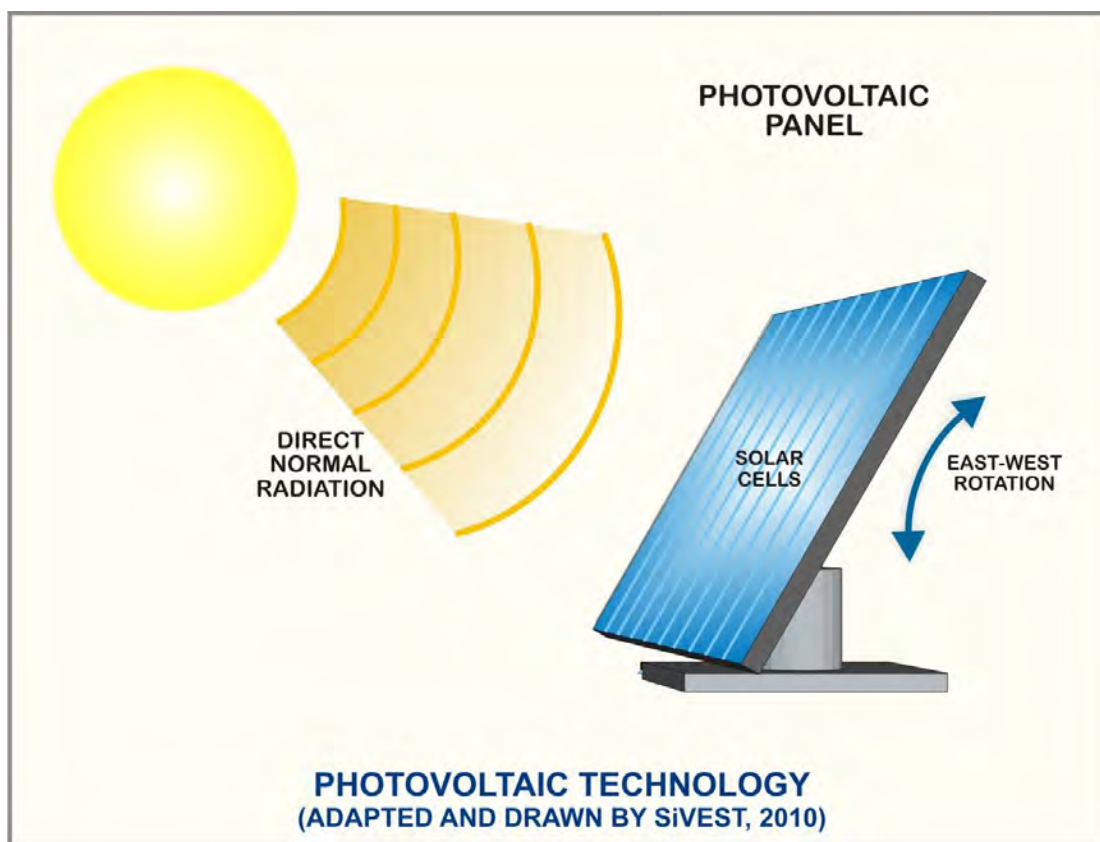 PHOTOVOLTAIC
PANEL
DIRECT
NORMAL
RADIATION
SOLAR
CELLS
EAST-WEST
ROTATION
PHOTOVOLTAIC TECHNOLOGY
(ADAPTED AND DRAWN BY SiVEST, 2010)